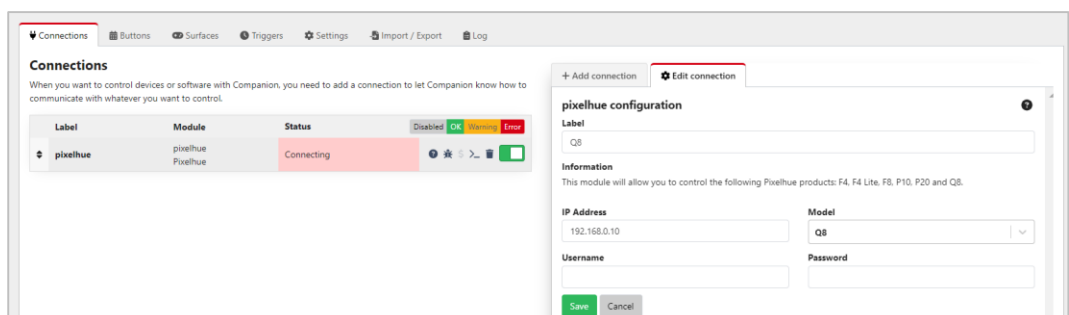 Connections
Buttons
Surfaces
Triggers
Settings
Import / Export
Log
Connections
When you want to control devices or software with Companion, you need to add a connection to let Companion know how to
communicate with whatever you want to control.
Label Module Status Disabled OK Warning Error
pixelhue pixelhue Connecting
Pixelhue
+ Add connection
Edit connection
pixelhue configuration
Label
Q8
Information
This module will allow you to control the following Pixelhue products: F4, F4 Lite, F8, P10, P20 and Q8.
IP Address Model
192.168.0.10 Q8
Username Password
Save Cancel